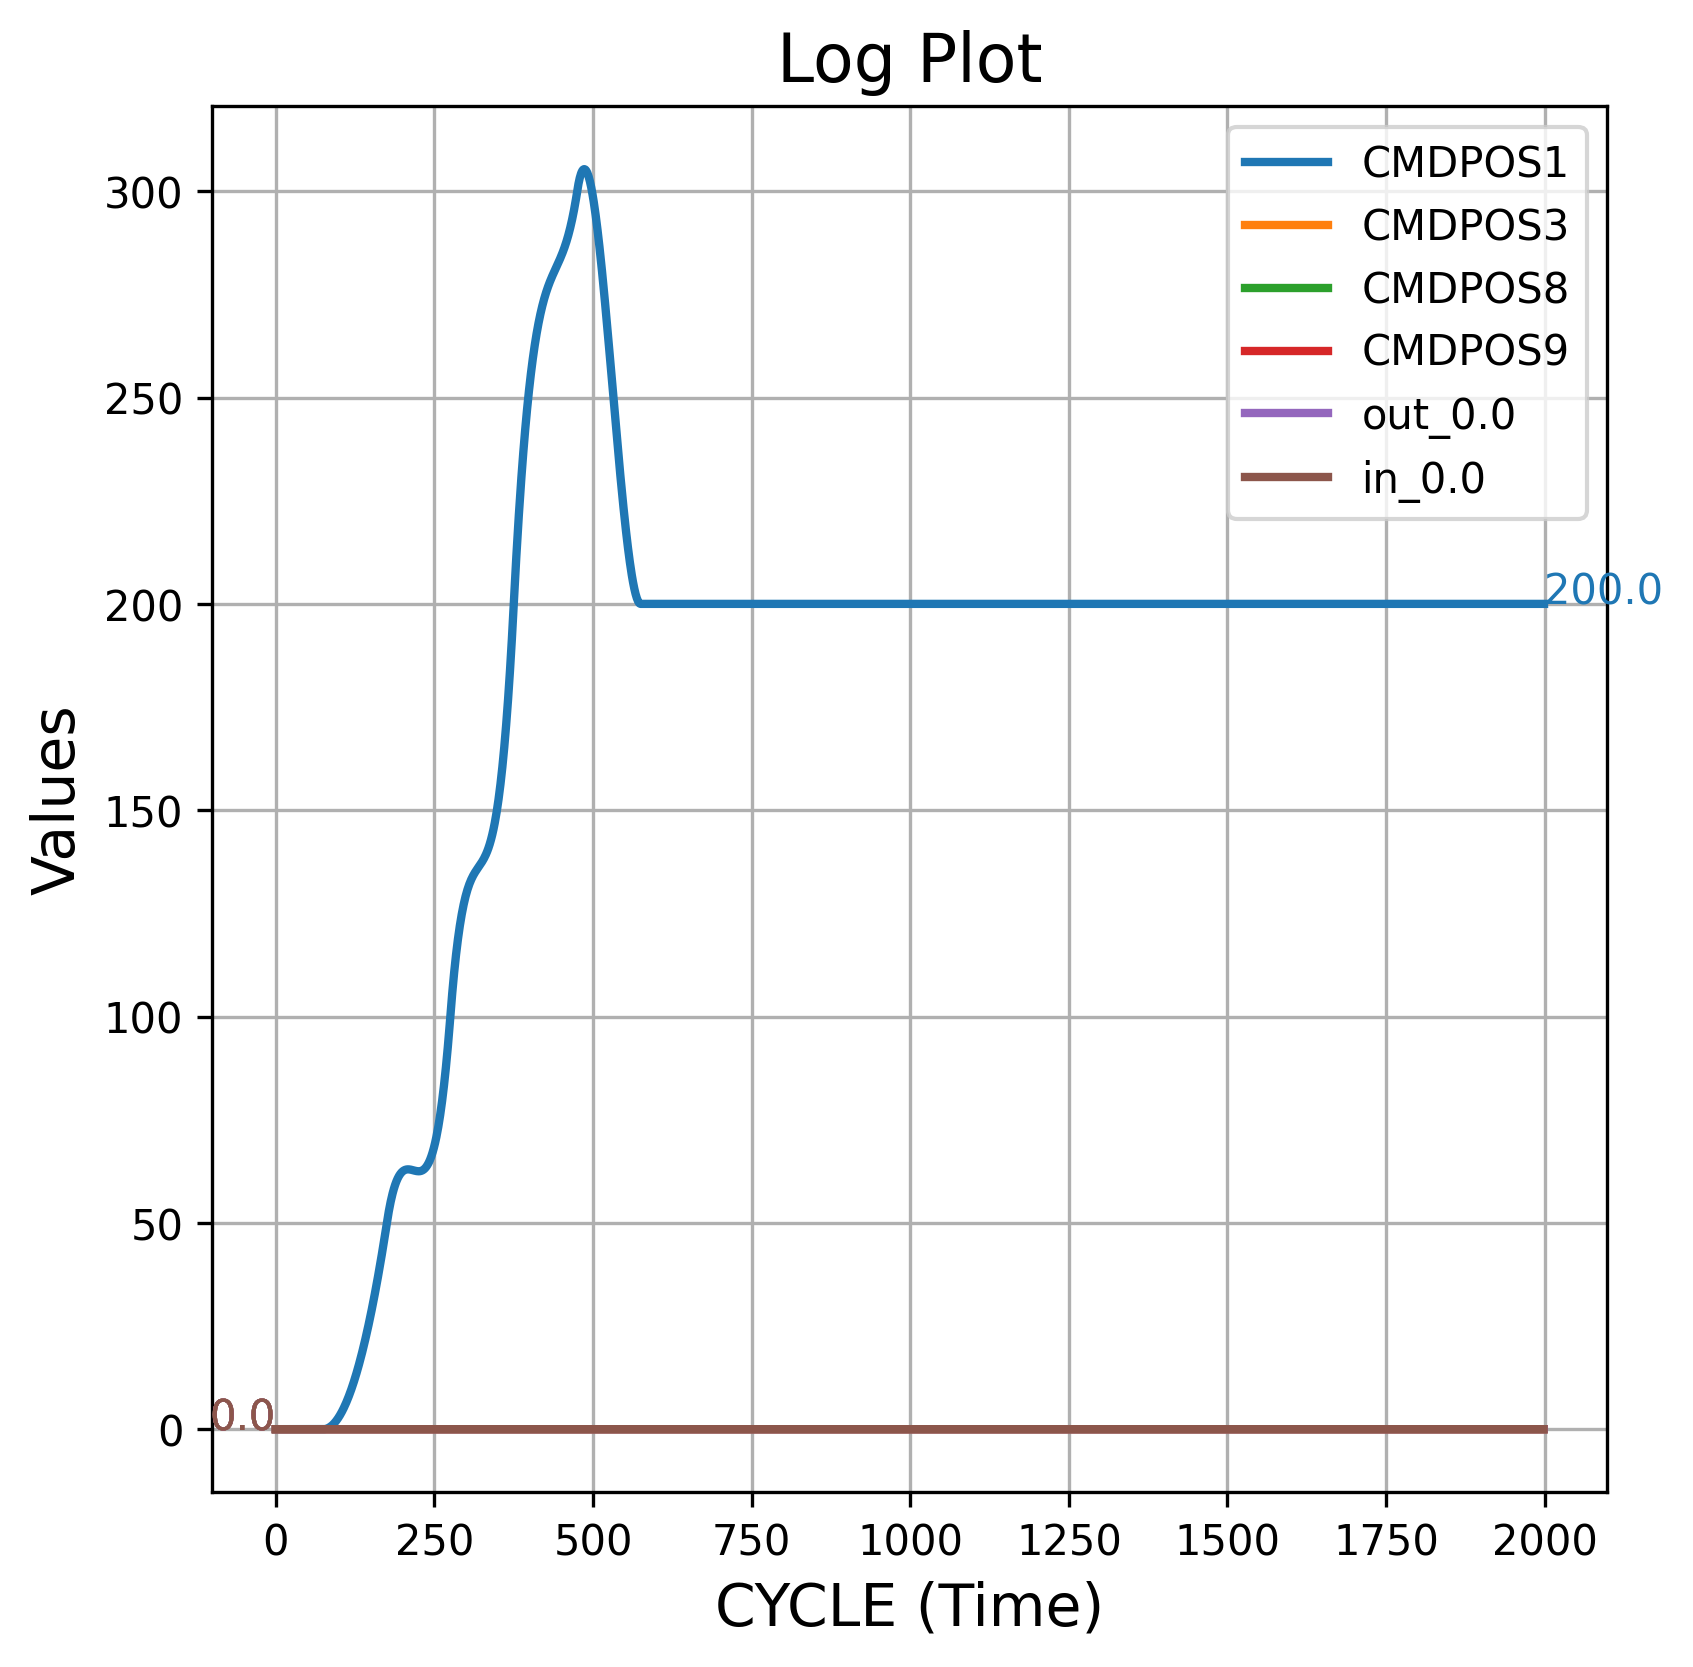 Log Plot
CMDPOS1
CMDPOS3
CMDPOS8
CMDPOS9
out_0.0
in_0.0
300
250
200
150
100
50
0
200.0
0.0
Values
0 250 500 750 1000 1250 1500 1750 2000
CYCLE (Time)